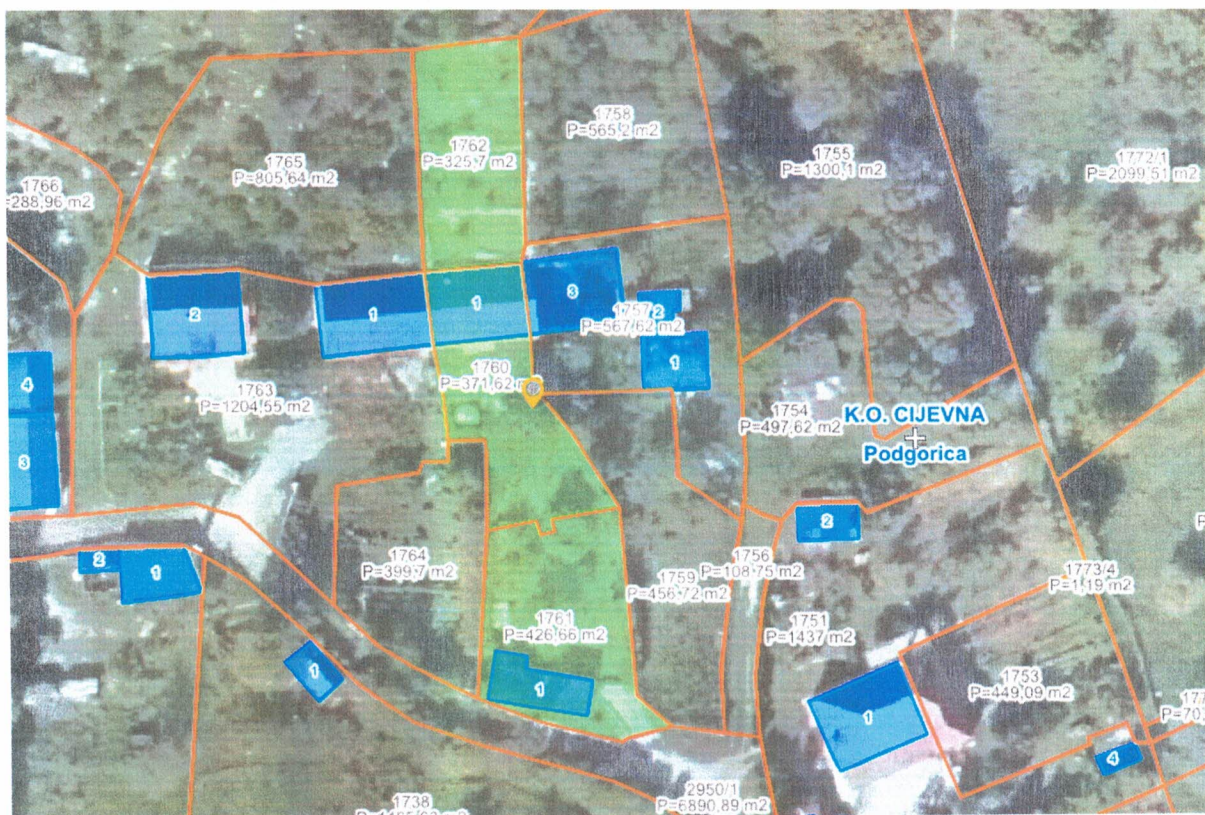 1758
P=565,2 m2
1762
P=325,7 m2
1755
P=1300,1 m2
1772/1
P=2099,51 m2
1765
P=805,64 m2
1766
=288,96 m2
3
2
1
1
1757
P=567,62 m2
2
1
1760
P=371,62 m
4
1763
P=1204,55 m2
1754
P=497,62 m2
K.O. CIJEVNA
Podgorica
3
2
2
1
1764
P=399,7 m2
1756
P=108,75 m2
1759
P=456,72 m2
1773/4
P=1,19 m2
1761
P=426,66 m2
1751
P=1437 m2
1
1
1753
P=449,09 m2
1
4
2950/1
P=6890,89 m2
1738